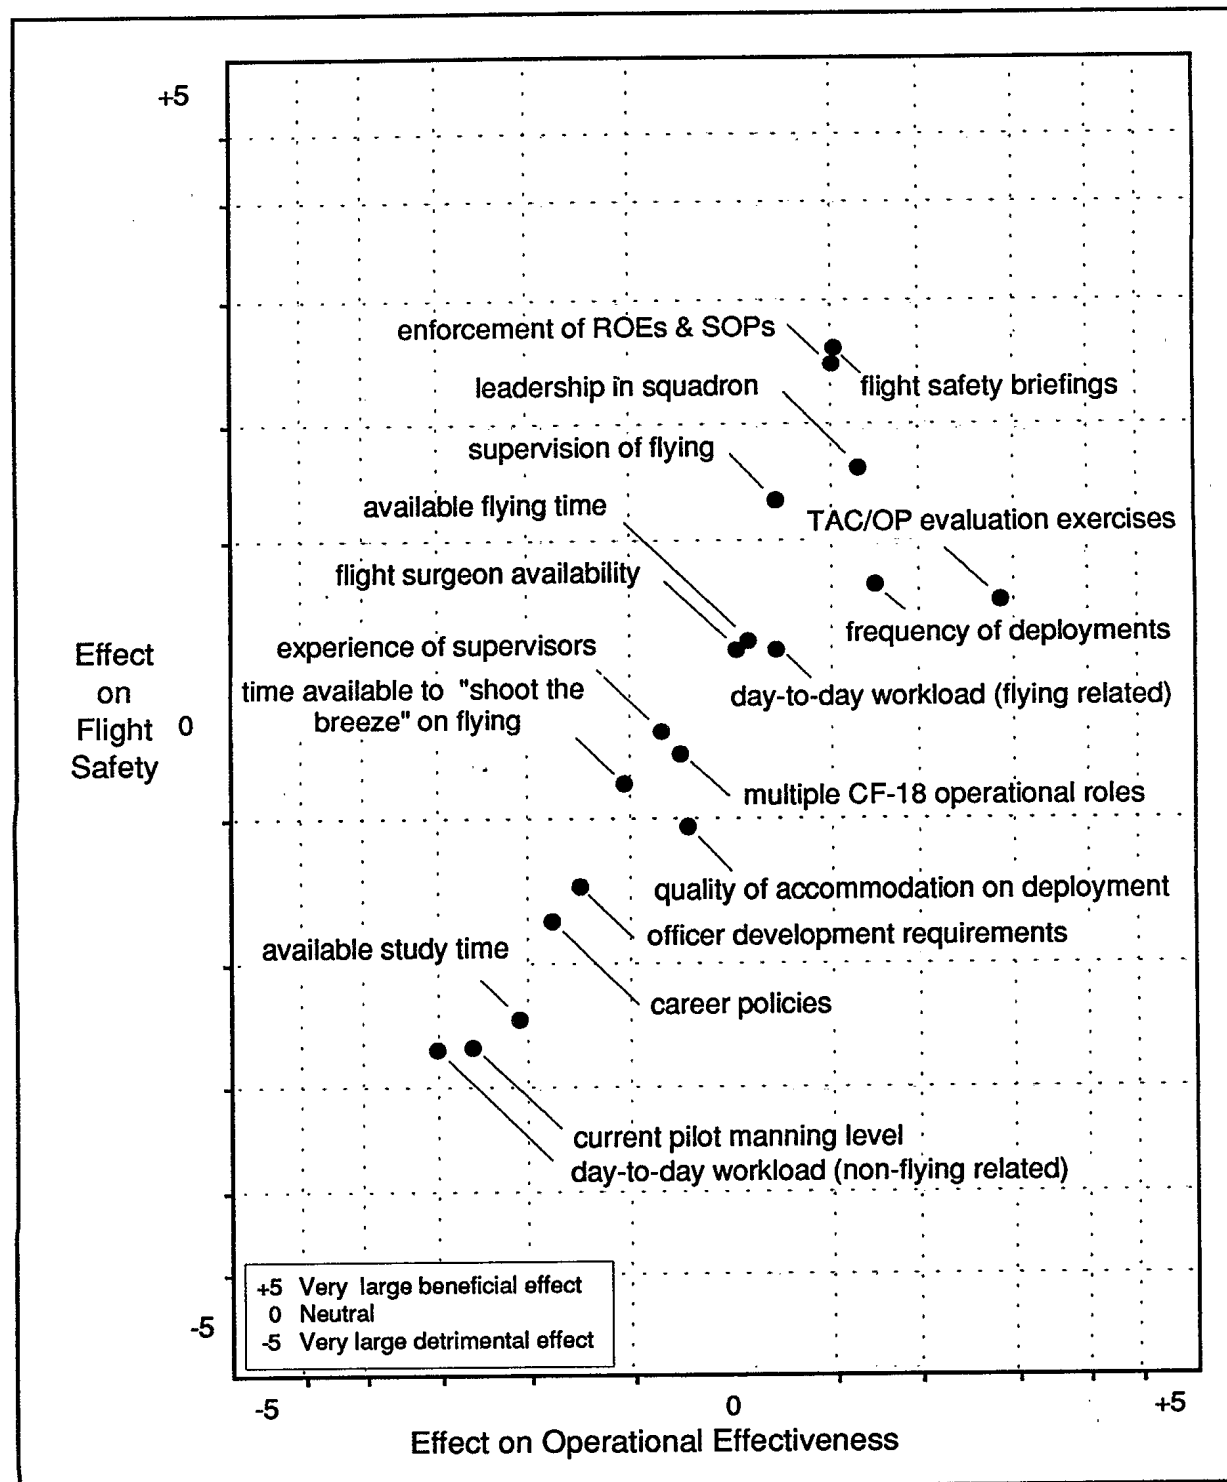 +5
enforcement of ROEs & SOPs
flight safety briefings
leadership in squadron
supervision of flying
available flying time
TAC/OP evaluation exercises
flight surgeon availability
frequency of deployments
experience of supervisors
time available to "shoot the
breeze" on flying
day-to-day workload (flying related)
Effect
on
Flight
Safety
0
multiple CF-18 operational roles
quality of accommodation on deployment
officer development requirements
available study time
career policies
current pilot manning level
day-to-day workload (non-flying related)
+5 Very large beneficial effect
0 Neutral
-5 Very large detrimental effect
-5
-5
0
+5
Effect on Operational Effectiveness